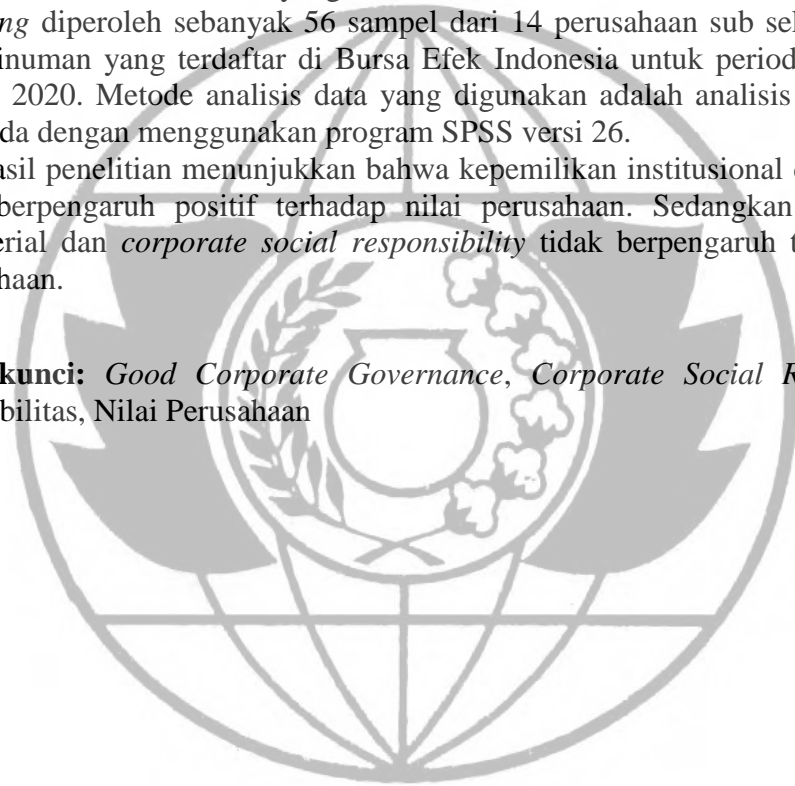 ng diperoleh sebanyak 56 sampel dari 14 perusahaan sub sek
inuman yang terdaftar di Bursa Efek Indonesia untuk period
2020. Metode analisis data yang digunakan adalah analisis
da dengan menggunakan program SPSS versi 26.
asil penelitian menunjukkan bahwa kepemilikan institusional
berpengaruh positif terhadap nilai perusahaan. Sedangkan
erial dan corporate social responsibility tidak berpengaruh t
haan.
kunci: Good Corporate Governance, Corporate Social R
bilitas, Nilai Perusahaan